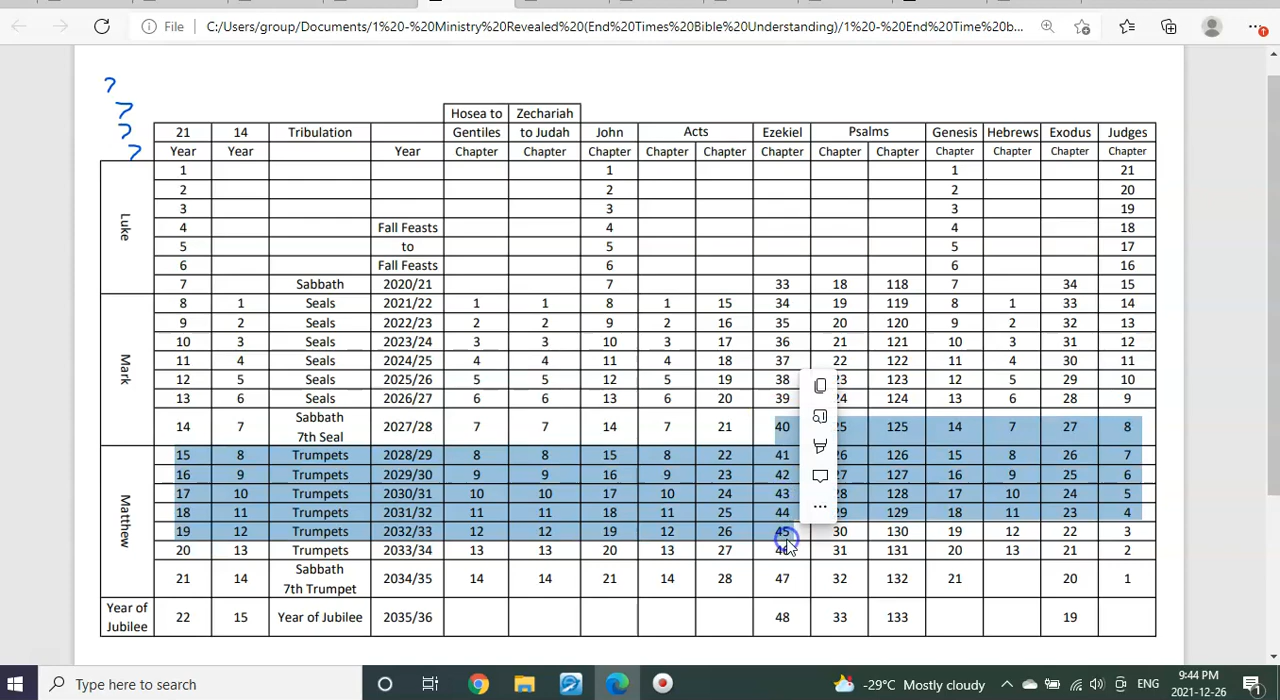 File C:/Users/group/Documents/1%20-%20Ministry%20Revealed%20(End%20Times%20Bible%20Understanding)/1%20-%20End%20Time%20b...
?
?
?
?
Hosea to Zechariah
21 14 Tribulation Gentiles to Judah John Acts Ezekiel Psalms Genesis Hebrews Exodus Judges
Year Year Year Chapter Chapter Chapter Chapter Chapter Chapter Chapter Chapter Chapter Chapter Chapter Chapter
Luke
1 1 1 21
2 2 2 20
3 3 3 19
4 Fall Feasts 4 4 18
5 to 5 5 17
6 Fall Feasts 6 6 16
7 Sabbath 2020/21 7 33 18 118 7 34 15
Mark
8 1 Seals 2021/22 1 1 8 1 15 34 19 119 8 1 33 14
9 2 Seals 2022/23 2 2 9 2 16 35 20 120 9 2 32 13
10 3 Seals 2023/24 3 3 10 3 17 36 21 121 10 3 31 12
11 4 Seals 2024/25 4 4 11 4 18 37 22 122 11 4 30 11
12 5 Seals 2025/26 5 5 12 5 19 38 23 123 12 5 29 10
13 6 Seals 2026/27 6 6 13 6 20 39 24 124 13 6 28 9
Sabbath
14 7 2027/28 7 7 14 7 21 40 25 125 14 7 27 8
7th Seal
Matthew
15 8 Trumpets 2028/29 8 8 15 8 22 41 26 126 15 8 26 7
16 9 Trumpets 2029/30 9 9 16 9 23 42 27 127 16 9 25 6
17 10 Trumpets 2030/31 10 10 17 10 24 43 28 128 17 10 24 5
18 11 Trumpets 2031/32 11 11 18 11 25 44 29 129 18 11 23 4
19 12 Trumpets 2032/33 12 12 19 12 26 45 30 130 19 12 22 3
20 13 Trumpets 2033/34 13 13 20 13 27 46 31 131 20 13 21 2
Sabbath
21 14 2034/35 14 14 21 14 28 47 32 132 21 20 1
7th Trumpet
Year of
Jubilee
22 15 Year of Jubilee 2035/36 48 33 133 19
Type here to search
-29°C Mostly cloudy
ENG
9:44 PM
2021-12-26
1